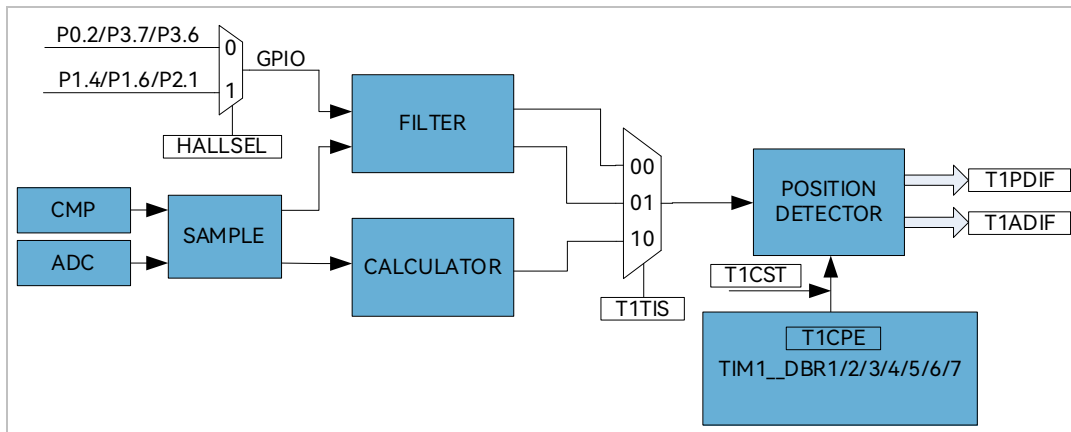 P0.2/P3.7/P3.6
0
GPIO
P1.4/P1.6/P2.1
1
HALLSEL
FILTER
CMP
ADC
SAMPLE
CALCULATOR
00
01
10
T1TIS
POSITION
DETECTOR
T1PDIF
T1ADIF
T1CST
T1CPE
TIM1__DBR1/2/3/4/5/6/7